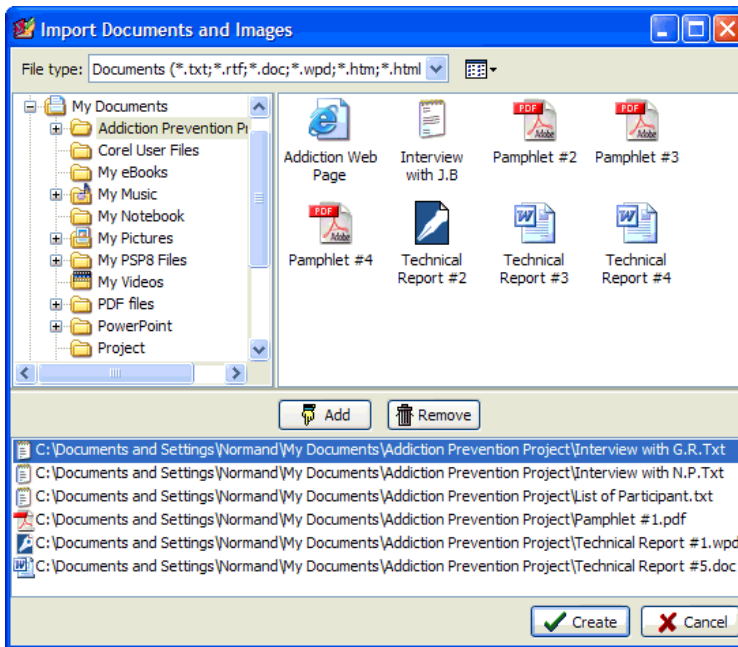 Import Documents and Images
File type: Documents (*.txt;*.rtf;*.doc;*.wpd;*.htm;*.html
My Documents
Addiction Prevention Pr
Corel User Files
My eBooks
My Music
My Notebook
My Pictures
My PSP8 Files
My Videos
PDF files
PowerPoint
Project
Addiction Web Page
Interview with J.B
PDF Adobe
Pamphlet #2
PDF Adobe
Pamphlet #3
PDF Adobe
Pamphlet #4
Technical Report #2
W
Technical Report #3
W
Technical Report #4
Add Remove
C:\Documents and Settings\Normand\My Documents\Addiction Prevention Project\Interview with G.R.Txt
C:\Documents and Settings\Normand\My Documents\Addiction Prevention Project\Interview with N.P.Txt
C:\Documents and Settings\Normand\My Documents\Addiction Prevention Project\List of Participant.txt
C:\Documents and Settings\Normand\My Documents\Addiction Prevention Project\Pamphlet #1.pdf
C:\Documents and Settings\Normand\My Documents\Addiction Prevention Project\Technical Report #1.wpd
C:\Documents and Settings\Normand\My Documents\Addiction Prevention Project\Technical Report #5.doc
Create Cancel